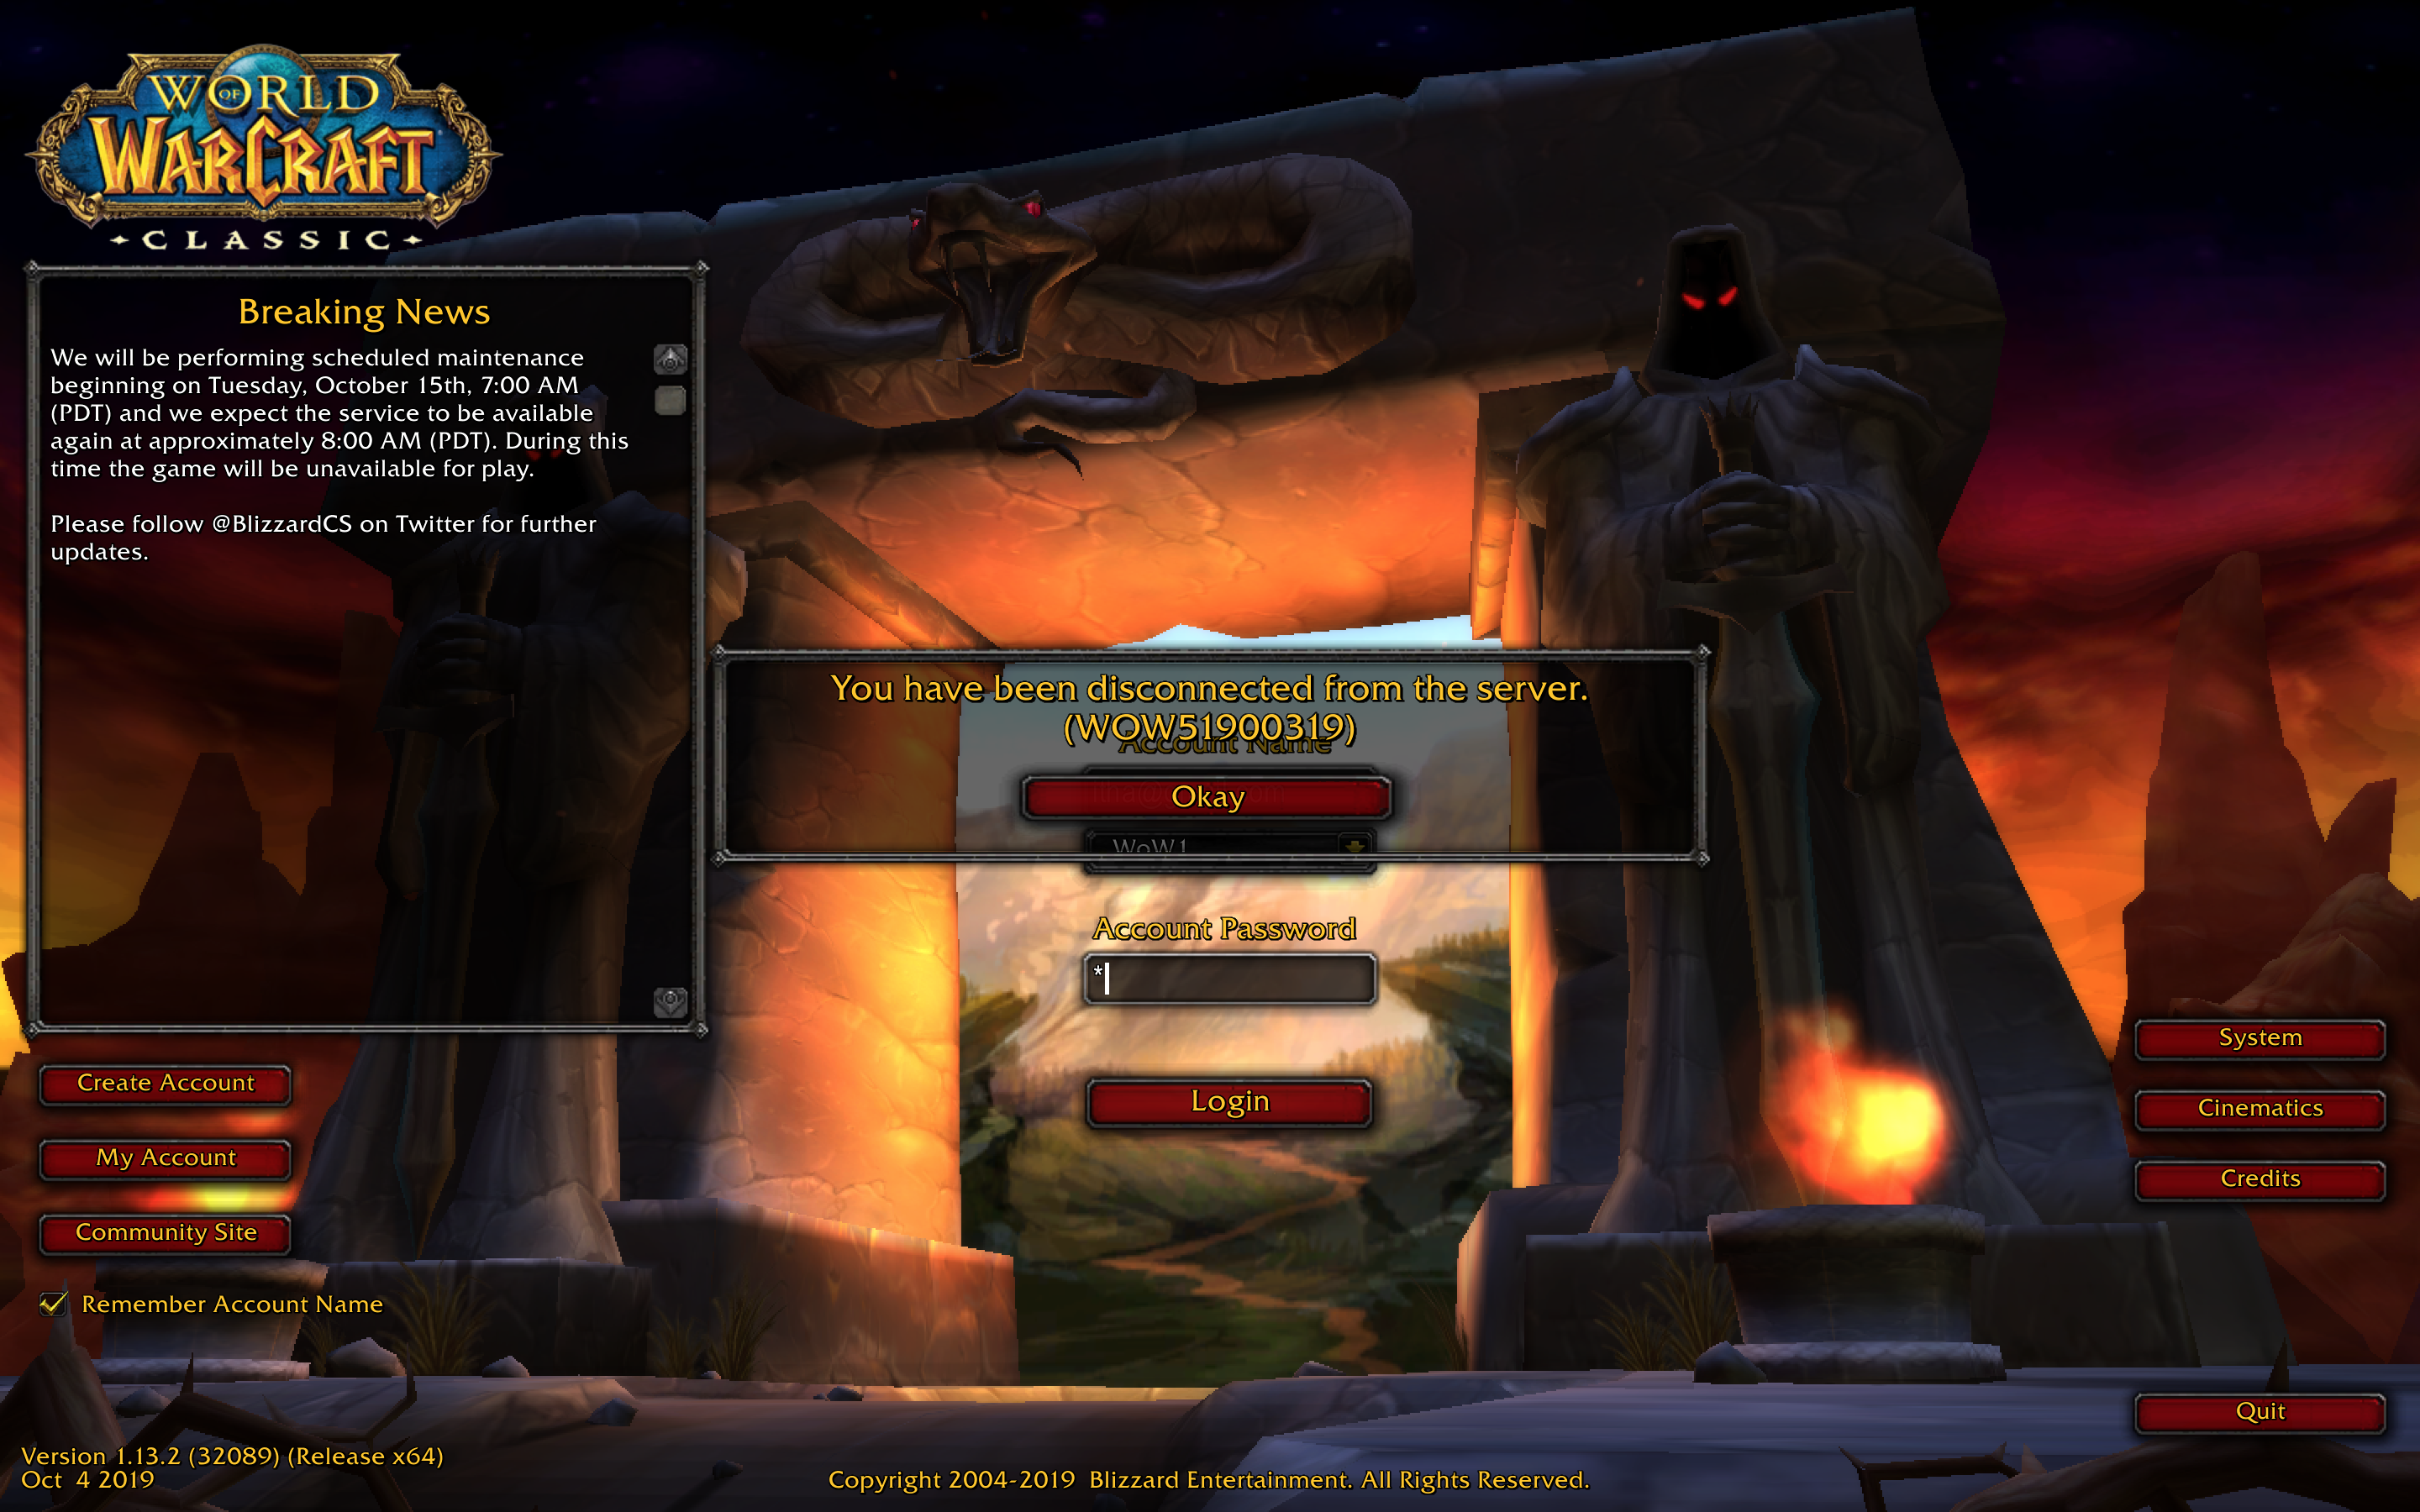 WORLD
OF
WARCRAFT
CLASSIC
Breaking News
We will be performing scheduled maintenance
beginning on Tuesday, October 15th, 7:00 AM
(PDT) and we expect the service to be available
again at approximately 8:00 AM (PDT). During this
time the game will be unavailable for play.
Please follow @BlizzardCS on Twitter for further
updates.
You have been disconnected from the server.
(WOW51900319)
Account Name
Okay
WoW1
Account Password
*
Login
Create Account
My Account
Community Site
Remember Account Name
System
Cinematics
Credits
Quit
Version 1.13.2 (32089) (Release x64)
Oct 4 2019
Copyright 2004-2019 Blizzard Entertainment. All Rights Reserved.